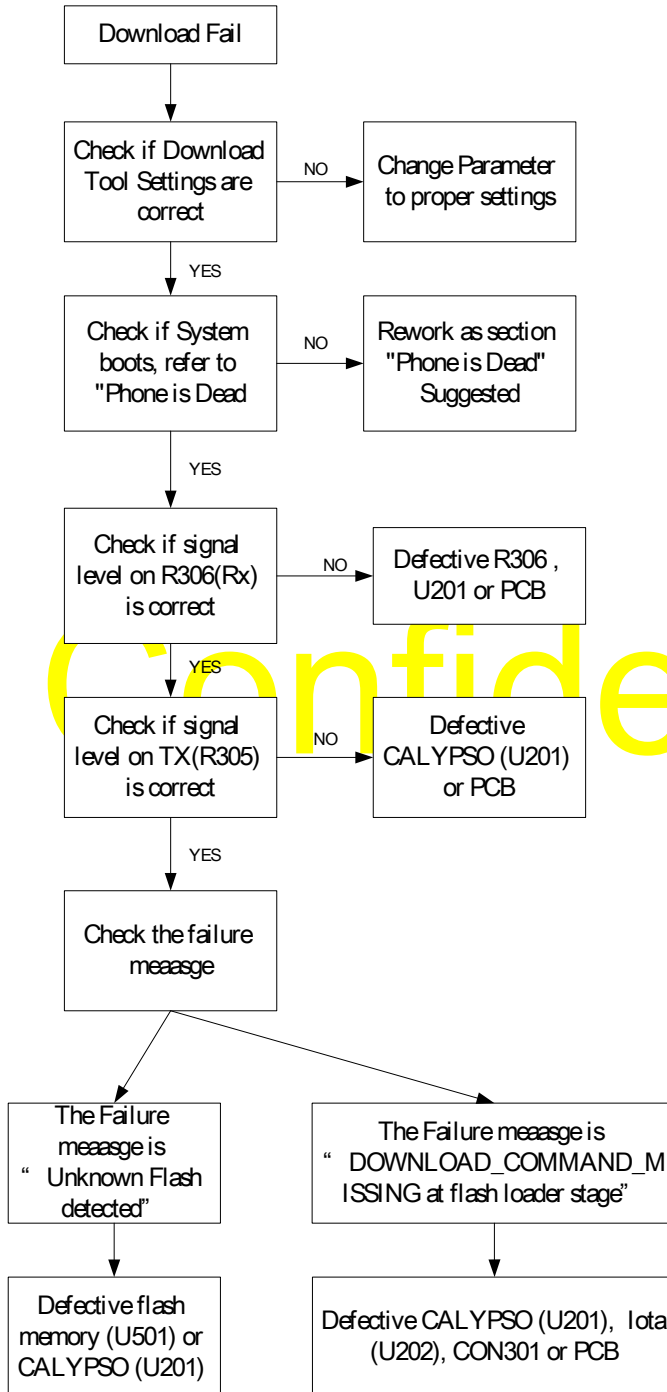 Download Fail
Check if Download
Tool Settings are
correct
NO
Change Parameter
to proper settings
YES
Check if System
boots, refer to
"Phone is Dead
NO
Rework as section
"Phone is Dead"
Suggested
YES
Check if signal
level on R306(Rx)
is correct
NO
Defective R306 ,
U201 or PCB
Confide
YES
Check if signal
level on TX(R305)
is correct
NO
Defective
CALYPSO (U201)
or PCB
YES
Check the failure
meaasge
The Failure
meaasge is
“ Unknown Flash
detected”
The Failure meaasge is
“ DOWNLOAD_COMMAND_M
ISSING at flash loader stage”
Defective flash
memory (U501) or
CALYPSO (U201)
Defective CALYPSO (U201), Iota
(U202), CON301 or PCB